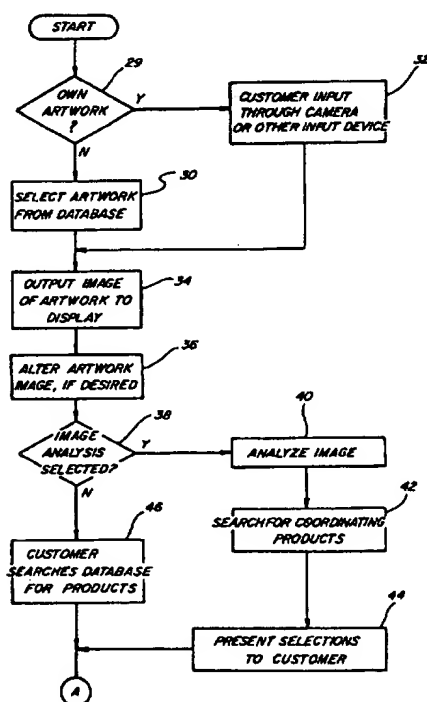 START
29
OWN
ARTWORK
?
Y
N
CUSTOMER INPUT
THROUGH CAMERA
OR OTHER INPUT DEVICE
30
SELECT ARTWORK
FROM DATABASE
34
OUTPUT IMAGE
OF ARTWORK TO
DISPLAY
36
ALTER ARTWORK
IMAGE, IF DESIRED
38
IMAGE
ANALYSIS
SELECTED?
Y
N
40
ANALYZE IMAGE
42
SEARCH FOR COORDINATING
PRODUCTS
46
CUSTOMER
SEARCHES DATABASE
FOR PRODUCTS
44
PRESENT SELECTIONS
TO CUSTOMER
A